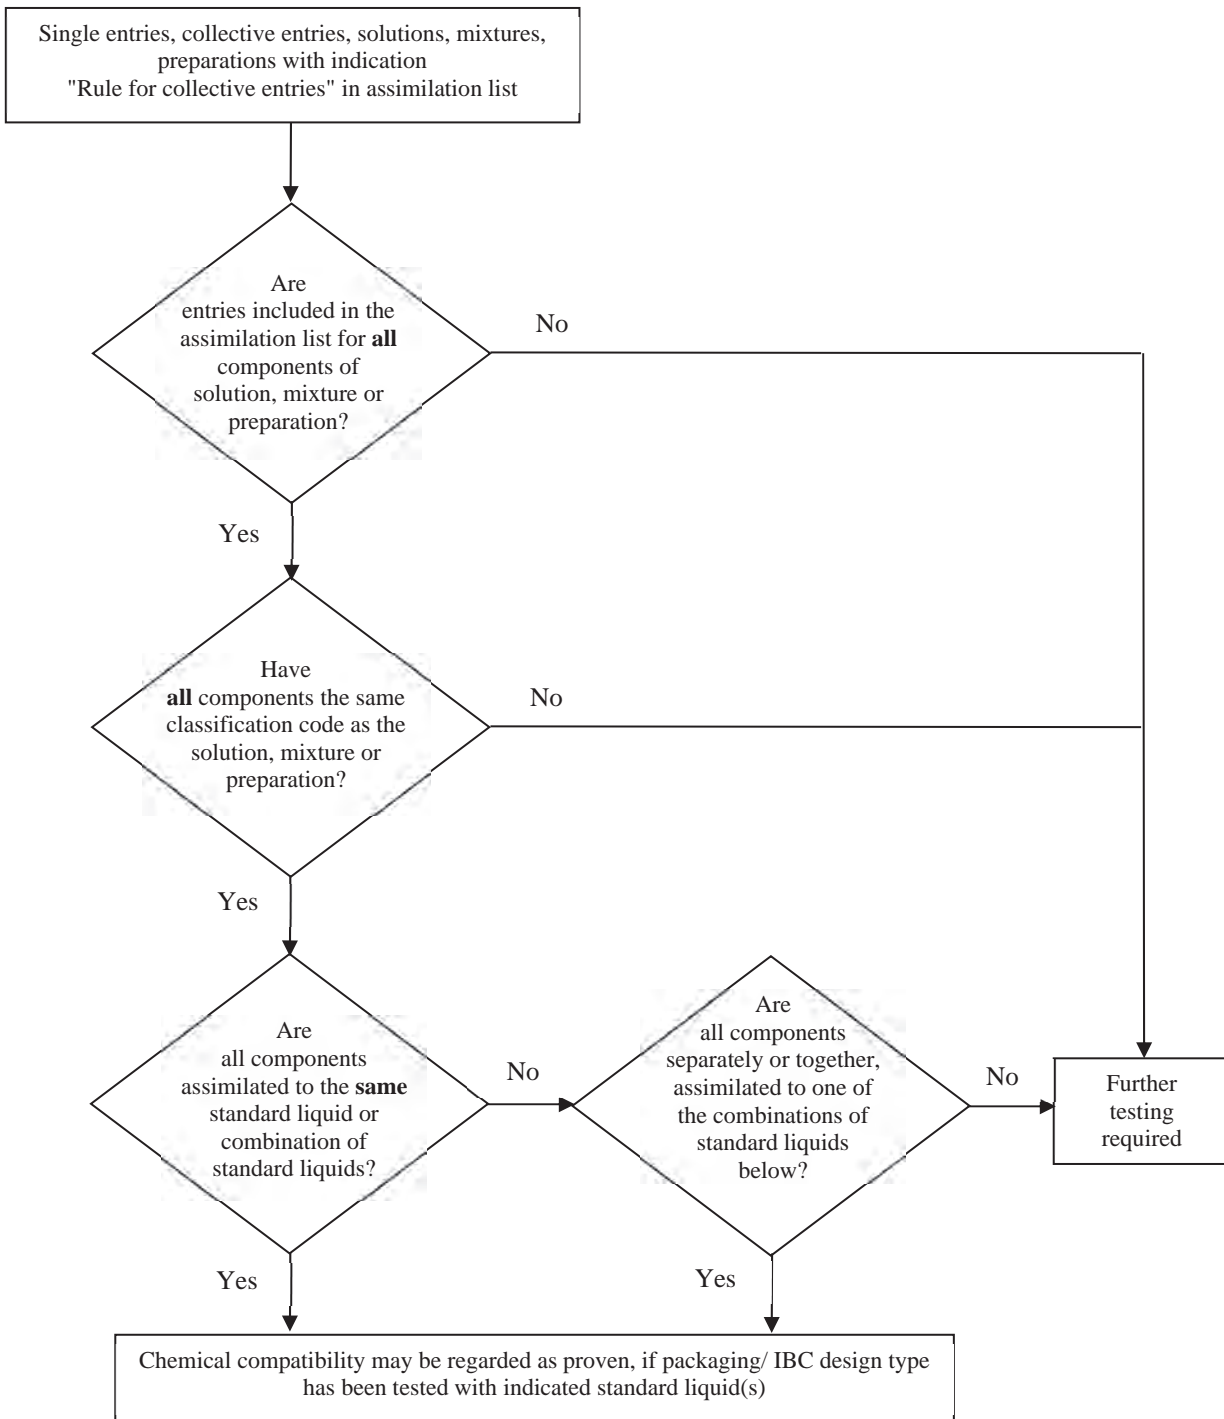 Single entries, collective entries, solutions, mixtures,
preparations with indication
"Rule for collective entries" in assimilation list
Are
entries included in the
assimilation list for all
components of
solution, mixture or
preparation?
No
Yes
Have
all components the same
classification code as the
solution, mixture or
preparation?
No
Yes
Are
all components
assimilated to the same
standard liquid or
combination of
standard liquids?
No
Are
all components
separately or together,
assimilated to one of
the combinations of
standard liquids
below?
No
Further
testing
required
Yes
Yes
Chemical compatibility may be regarded as proven, if packaging/ IBC design type
has been tested with indicated standard liquid(s)